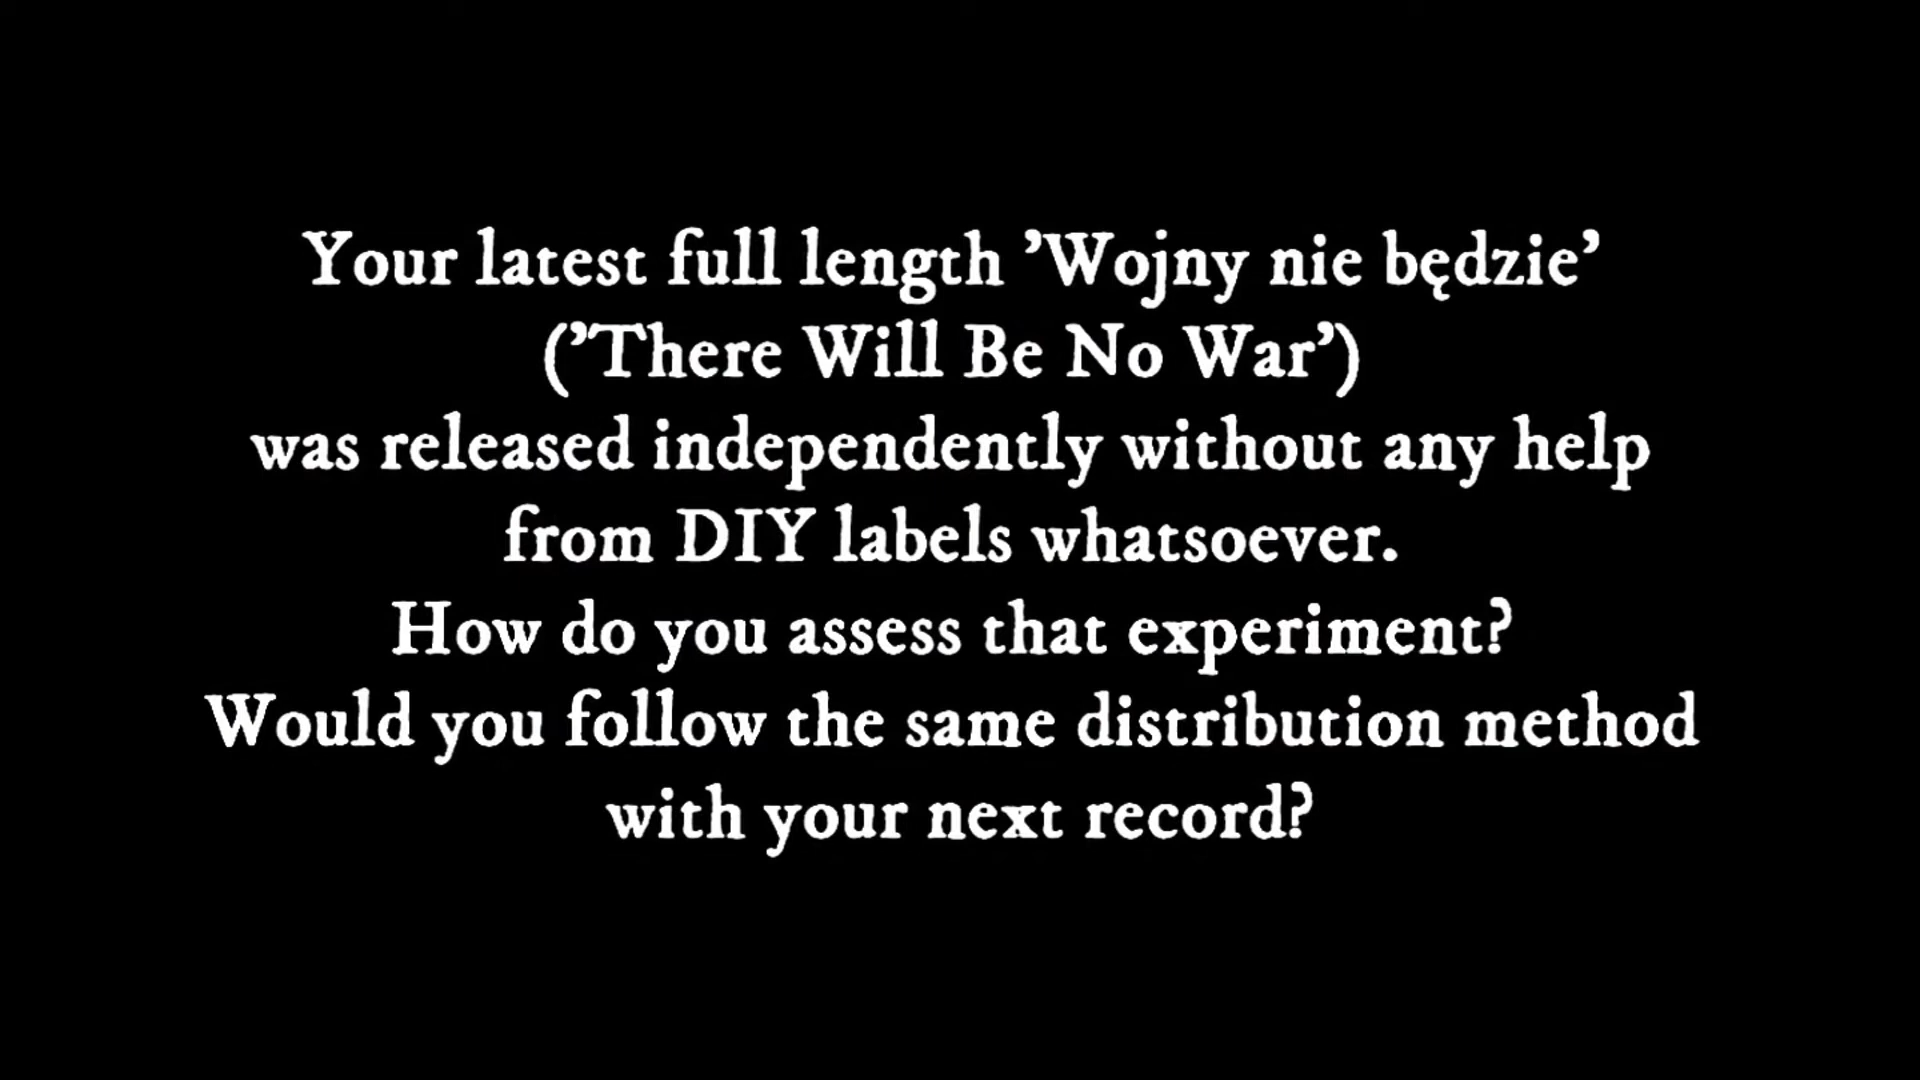 Your latest full length ’Wojny nie będzie’
(’There Will Be No War’)
was released independently without any help
from DIY labels whatsoever.
How do you assess that experiment?
Would you follow the same distribution method
with your next record?